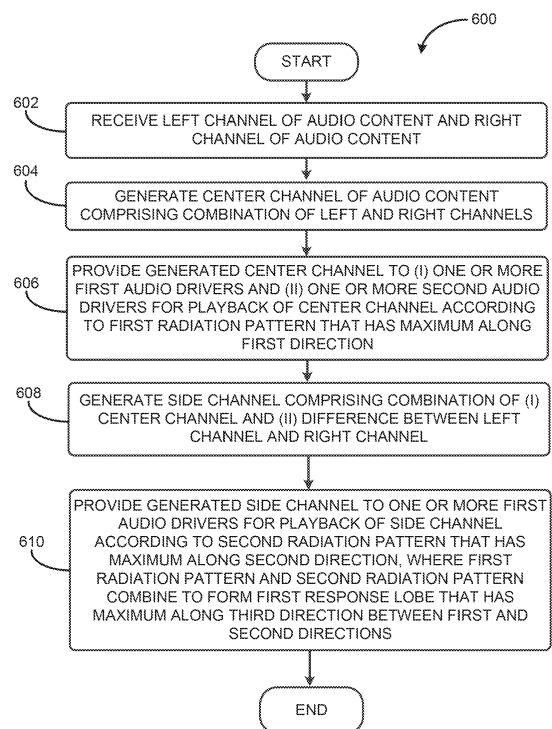 600
START
602
RECEIVE LEFT CHANNEL OF AUDIO CONTENT AND RIGHT
CHANNEL OF AUDIO CONTENT
604
GENERATE CENTER CHANNEL OF AUDIO CONTENT
COMPRISING COMBINATION OF LEFT AND RIGHT CHANNELS
606
PROVIDE GENERATED CENTER CHANNEL TO (I) ONE OR MORE
FIRST AUDIO DRIVERS AND (II) ONE OR MORE SECOND AUDIO
DRIVERS FOR PLAYBACK OF CENTER CHANNEL ACCORDING
TO FIRST RADIATION PATTERN THAT HAS MAXIMUM ALONG
FIRST DIRECTION
608
GENERATE SIDE CHANNEL COMPRISING COMBINATION OF (I)
CENTER CHANNEL AND (II) DIFFERENCE BETWEEN LEFT
CHANNEL AND RIGHT CHANNEL
610
PROVIDE GENERATED SIDE CHANNEL TO ONE OR MORE FIRST
AUDIO DRIVERS FOR PLAYBACK OF SIDE CHANNEL
ACCORDING TO SECOND RADIATION PATTERN THAT HAS
MAXIMUM ALONG SECOND DIRECTION, WHERE FIRST
RADIATION PATTERN AND SECOND RADIATION PATTERN
COMBINE TO FORM FIRST RESPONSE LOBE THAT HAS
MAXIMUM ALONG THIRD DIRECTION BETWEEN FIRST AND
SECOND DIRECTIONS
END